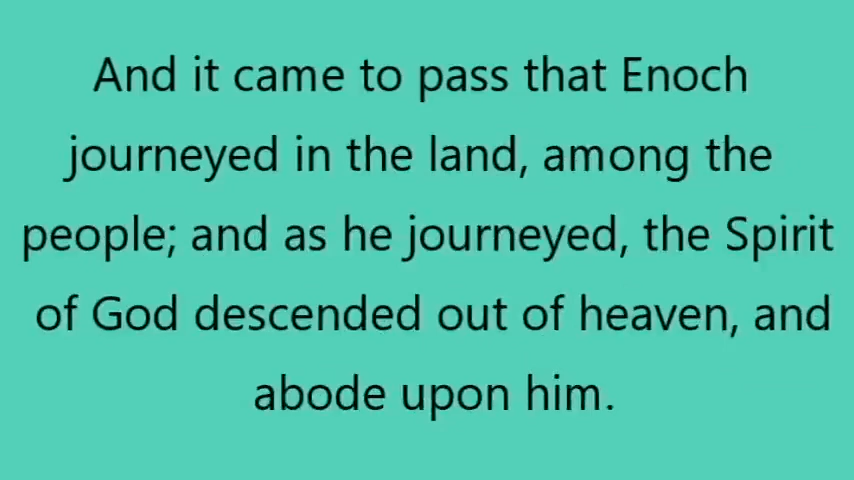 And it came to pass that Enoch
journeyed in the land, among the
people; and as he journeyed, the Spirit
of God descended out of heaven, and
abode upon him.